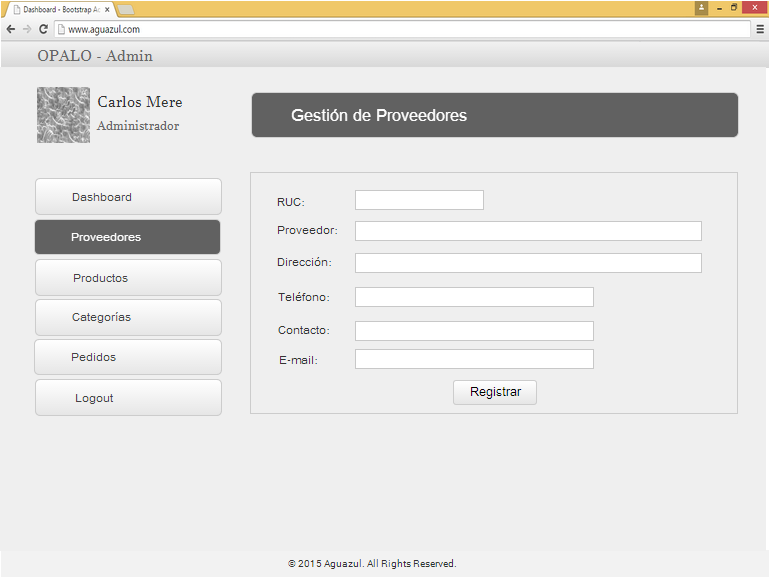 Dashboard - Bootstrap Ad
www.aguazul.com
OPALO - Admin
Carlos Mere
Administrador
Gestión de Proveedores
Dashboard
Proveedores
Productos
Categorías
Pedidos
Logout
RUC:
Proveedor:
Dirección:
Teléfono:
Contacto:
E-mail:
Registrar
© 2015 Aguazul. All Rights Reserved.